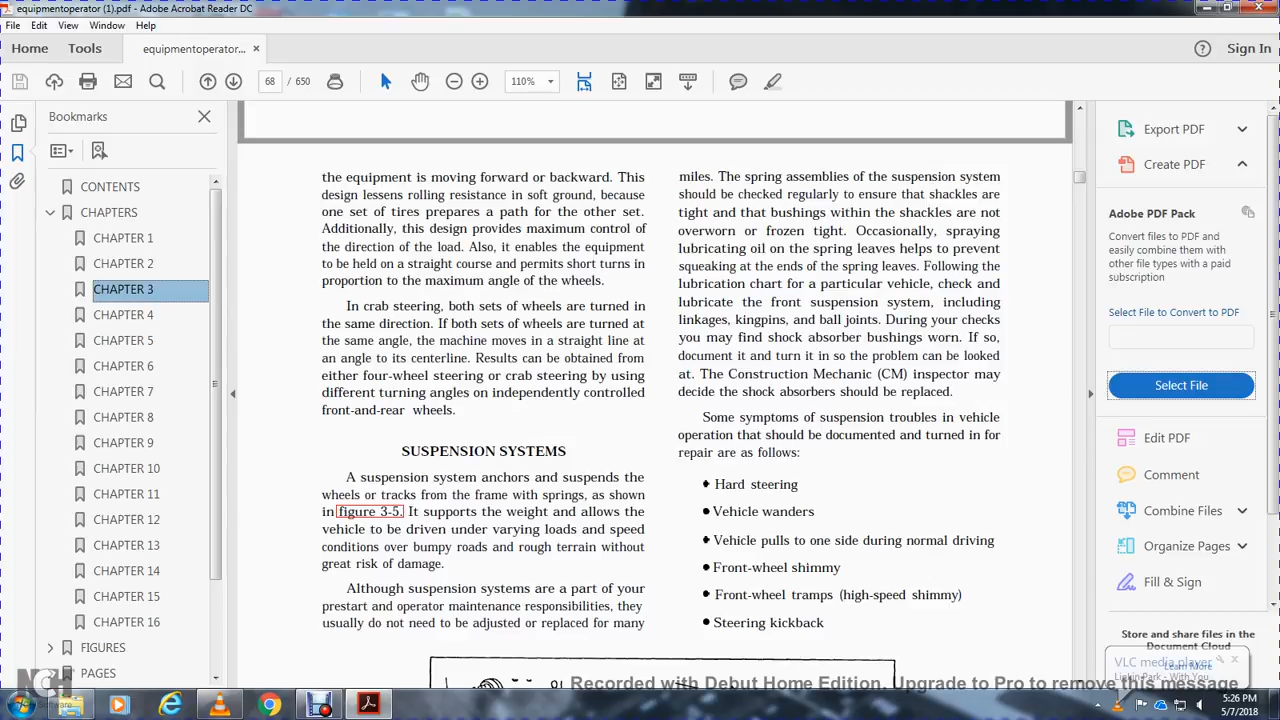 equipmentoperator (1).pdf - Adobe Acrobat Reader DC
File Edit View Window Help
Home Tools equipmentoperator... × Sign In
68 / 650 110%
Bookmarks
CONTENTS
CHAPTERS
CHAPTER 1
CHAPTER 2
CHAPTER 3
CHAPTER 4
CHAPTER 5
CHAPTER 6
CHAPTER 7
CHAPTER 8
CHAPTER 9
CHAPTER 10
CHAPTER 11
CHAPTER 12
CHAPTER 13
CHAPTER 14
CHAPTER 15
CHAPTER 16
FIGURES
PAGES
the equipment is moving forward or backward. This
design lessens rolling resistance in soft ground, because
one set of tires prepares a path for the other set.
Additionally, this design provides maximum control of
the direction of the load. Also, it enables the equipment
to be held on a straight course and permits short turns in
proportion to the maximum angle of the wheels.
In crab steering, both sets of wheels are turned in
the same direction. If both sets of wheels are turned at
the same angle, the machine moves in a straight line at
an angle to its centerline. Results can be obtained from
either four-wheel steering or crab steering by using
different turning angles on independently controlled
front-and-rear wheels.
SUSPENSION SYSTEMS
A suspension system anchors and suspends the
wheels or tracks from the frame with springs, as shown
in figure 3-5. It supports the weight and allows the
vehicle to be driven under varying loads and speed
conditions over bumpy roads and rough terrain without
great risk of damage.
Although suspension systems are a part of your
prestart and operator maintenance responsibilities, they
usually do not need to be adjusted or replaced for many
miles. The spring assemblies of the suspension system
should be checked regularly to ensure that shackles are
tight and that bushings within the shackles are not
overworn or frozen tight. Occasionally, spraying
lubricating oil on the spring leaves helps to prevent
squeaking at the ends of the spring leaves. Following the
lubrication chart for a particular vehicle, check and
lubricate the front suspension system, including
linkages, kingpins, and ball joints. During your checks
you may find shock absorber bushings worn. If so,
document it and turn it in so the problem can be looked
at. The Construction Mechanic (CM) inspector may
decide the shock absorbers should be replaced.
Some symptoms of suspension troubles in vehicle
operation that should be documented and turned in for
repair are as follows:
• Hard steering
• Vehicle wanders
• Vehicle pulls to one side during normal driving
• Front-wheel shimmy
• Front-wheel tramps (high-speed shimmy)
• Steering kickback
Export PDF
Create PDF
Adobe PDF Pack
Convert files to PDF and
easily combine them with
other file types with a paid
subscription
Select File to Convert to PDF
Select File
Edit PDF
Comment
Combine Files
Organize Pages
Fill & Sign
Store and share files in the
Document Cloud
Learn More
VLC media player
Linkin Park - With You
NCH Software
Recorded with Debut Home Edition. Upgrade to Pro to remove this message
5:26 PM
5/7/2018